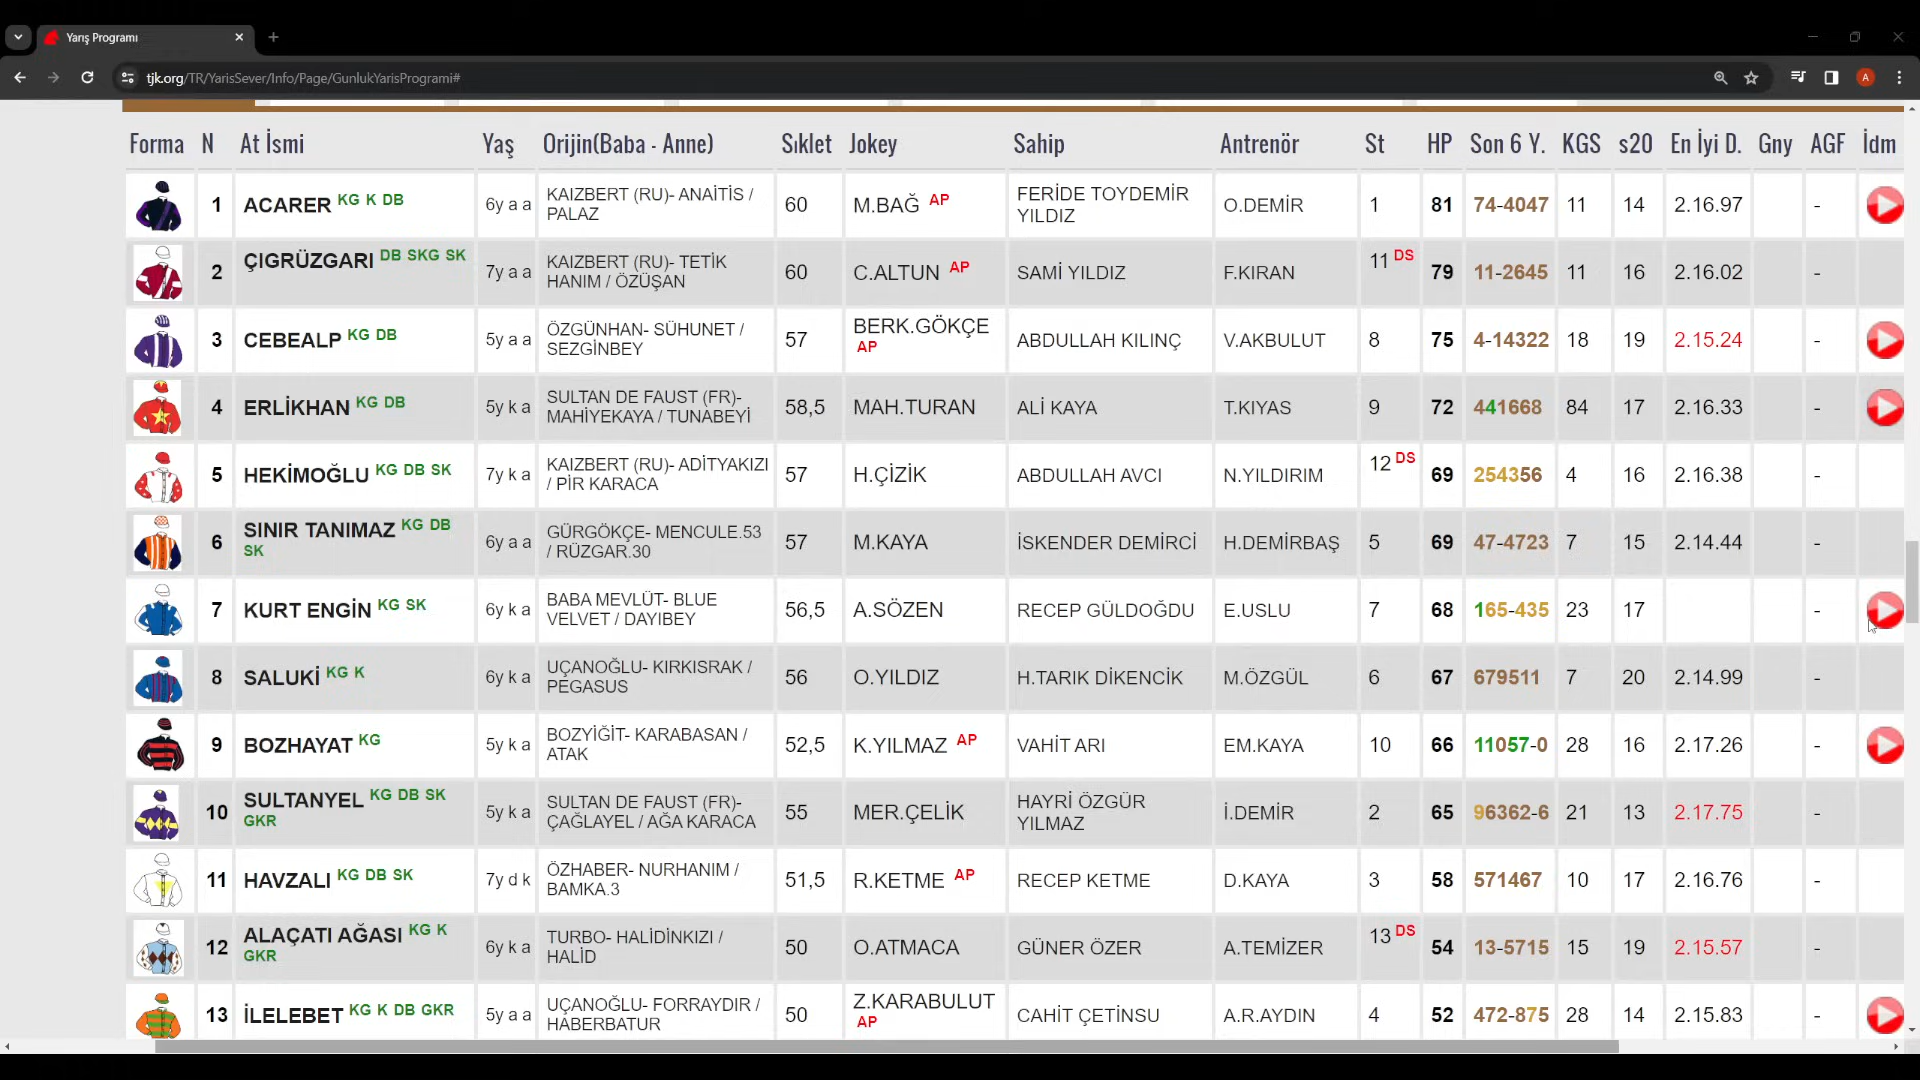 Yarış Programı
tjk.org/TR/YarisSever/Info/Page/GunlukYarisProgrami#
A
Forma N At İsmi Yaş Orijin(Baba - Anne) Sıklet Jokey Sahip Antrenör St HP Son 6 Y. KGS s20 En İyi D. Gny AGF İdm
1 ACARER KG K DB 6y a a KAIZBERT (RU)- ANAİTİS / PALAZ 60 M.BAĞ AP FERİDE TOYDEMİR YILDIZ O.DEMİR 1 81 74-4047 11 14 2.16.97 -
2 ÇIGRÜZGARI DB SKG SK 7y a a KAIZBERT (RU)- TETİK HANIM / ÖZÜŞAN 60 C.ALTUN AP SAMİ YILDIZ F.KIRAN 11 DS 79 11-2645 11 16 2.16.02 -
3 CEBEALP KG DB 5y a a ÖZGÜNHAN- SÜHUNET / SEZGİNBEY 57 BERK.GÖKÇE AP ABDULLAH KILINÇ V.AKBULUT 8 75 4-14322 18 19 2.15.24 -
4 ERLİKHAN KG DB 5y k a SULTAN DE FAUST (FR)- MAHİYEKAYA / TUNABEYİ 58,5 MAH.TURAN ALİ KAYA T.KIYAS 9 72 441668 84 17 2.16.33 -
5 HEKİMOĞLU KG DB SK 7y k a KAIZBERT (RU)- ADİTYAKIZI / PİR KARACA 57 H.ÇİZİK ABDULLAH AVCI N.YILDIRIM 12 DS 69 254356 4 16 2.16.38 -
6 SINIR TANIMAZ KG DB SK 6y a a GÜRGÖKÇE- MENCULE.53 / RÜZGAR.30 57 M.KAYA İSKENDER DEMİRCİ H.DEMİRBAŞ 5 69 47-4723 7 15 2.14.44 -
7 KURT ENGİN KG SK 6y k a BABA MEVLÜT- BLUE VELVET / DAYIBEY 56,5 A.SÖZEN RECEP GÜLDOĞDU E.USLU 7 68 165-435 23 17 -
8 SALUKİ KG K 6y k a UÇANOĞLU- KIRKISRAK / PEGASUS 56 O.YILDIZ H.TARIK DİKENCİK M.ÖZGÜL 6 67 679511 7 20 2.14.99 -
9 BOZHAYAT KG 5y k a BOZYİĞİT- KARABASAN / ATAK 52,5 K.YILMAZ AP VAHİT ARI EM.KAYA 10 66 11057-0 28 16 2.17.26 -
10 SULTANYEL KG DB SK GKR 5y k a SULTAN DE FAUST (FR)- ÇAĞLAYEL / AĞA KARACA 55 MER.ÇELİK HAYRİ ÖZGÜR YILMAZ İ.DEMİR 2 65 96362-6 21 13 2.17.75 -
11 HAVZALI KG DB SK 7y d k ÖZHABER- NURHANIM / BAMKA.3 51,5 R.KETME AP RECEP KETME D.KAYA 3 58 571467 10 17 2.16.76 -
12 ALAÇATI AĞASI KG K GKR 6y k a TURBO- HALİDİNKIZI / HALİD 50 O.ATMACA GÜNER ÖZER A.TEMİZER 13 DS 54 13-5715 15 19 2.15.57 -
13 İLELEBET KG K DB GKR 5y a a UÇANOĞLU- FORRAYDIR / HABERBATUR 50 Z.KARABULUT AP CAHİT ÇETİNSU A.R.AYDIN 4 52 472-875 28 14 2.15.83 -